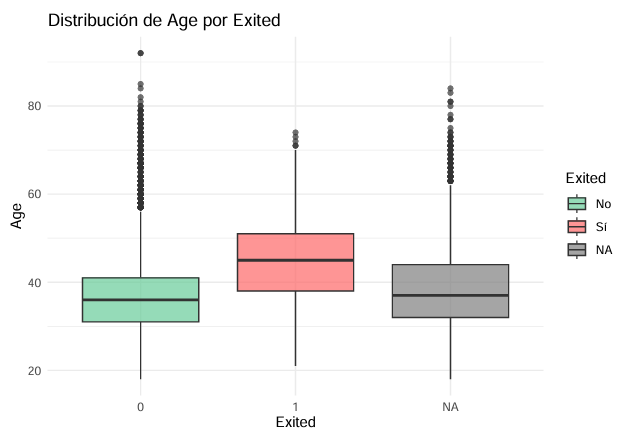 Distribución de Age por Exited
80
60
40
20
Age
0
1
NA
Exited
Exited
No
Sí
NA